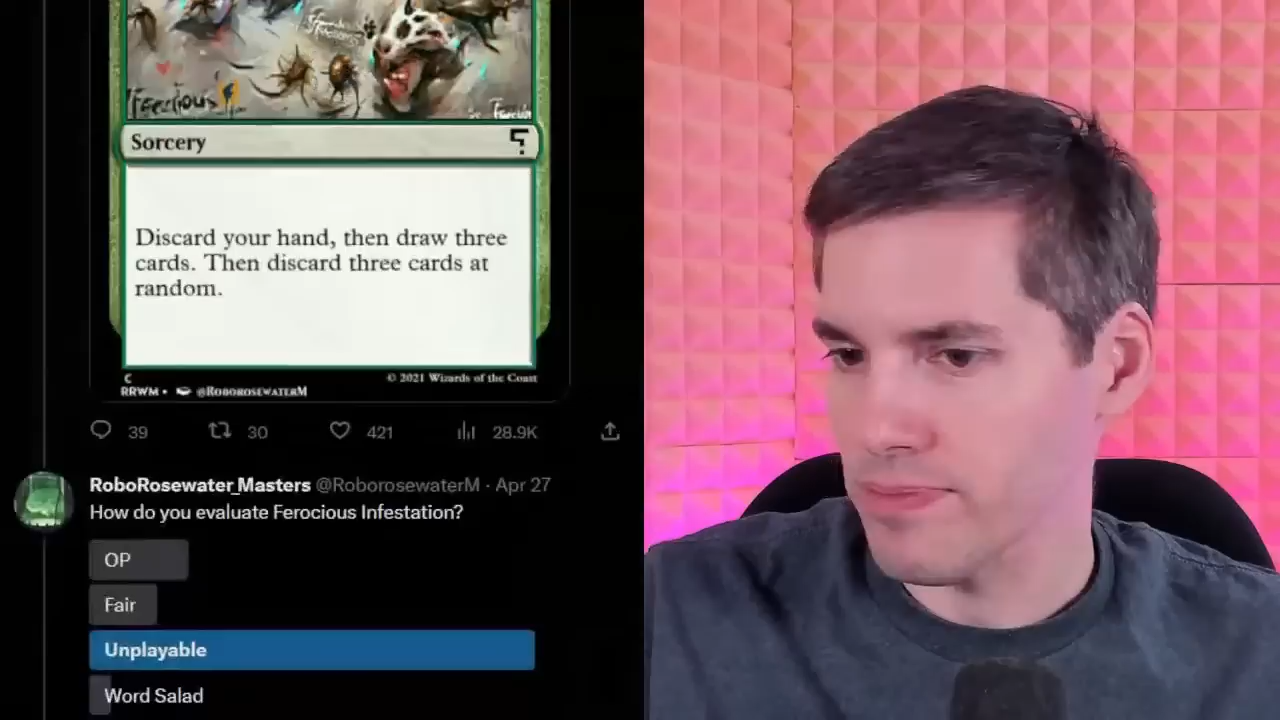 Ferocious
Sorcery
Discard your hand, then draw three
cards. Then discard three cards at
random.
C
© 2021 Wizards of the Coast
RRWM • @RoborosewaterM
39
30
421
28.9K
RoboRosewater_Masters @RoborosewaterM · Apr 27
How do you evaluate Ferocious Infestation?
OP
Fair
Unplayable
Word Salad